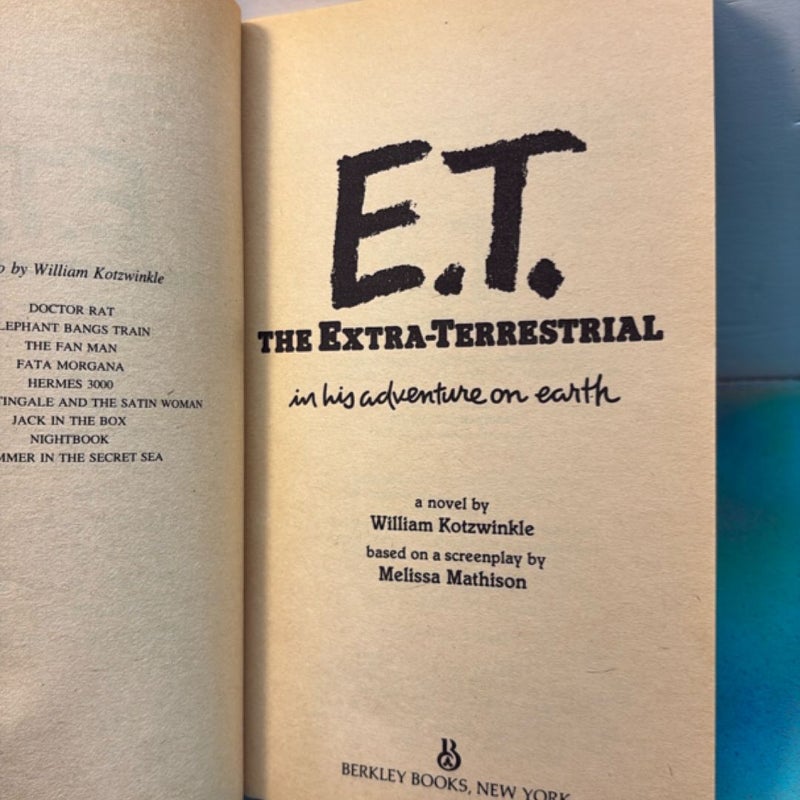 by William Kotzwinkle
DOCTOR RAT
LEPHANT BANGS TRAIN
THE FAN MAN
FATA MORGANA
HERMES 3000
TINGALE AND THE SATIN WOMAN
JACK IN THE BOX
NIGHTBOOK
MMER IN THE SECRET SEA
E.T.
THE EXTRA-TERRESTRIAL
in his adventure on earth
a novel by
William Kotzwinkle
based on a screenplay by
Melissa Mathison
B
BERKLEY BOOKS, NEW YORK